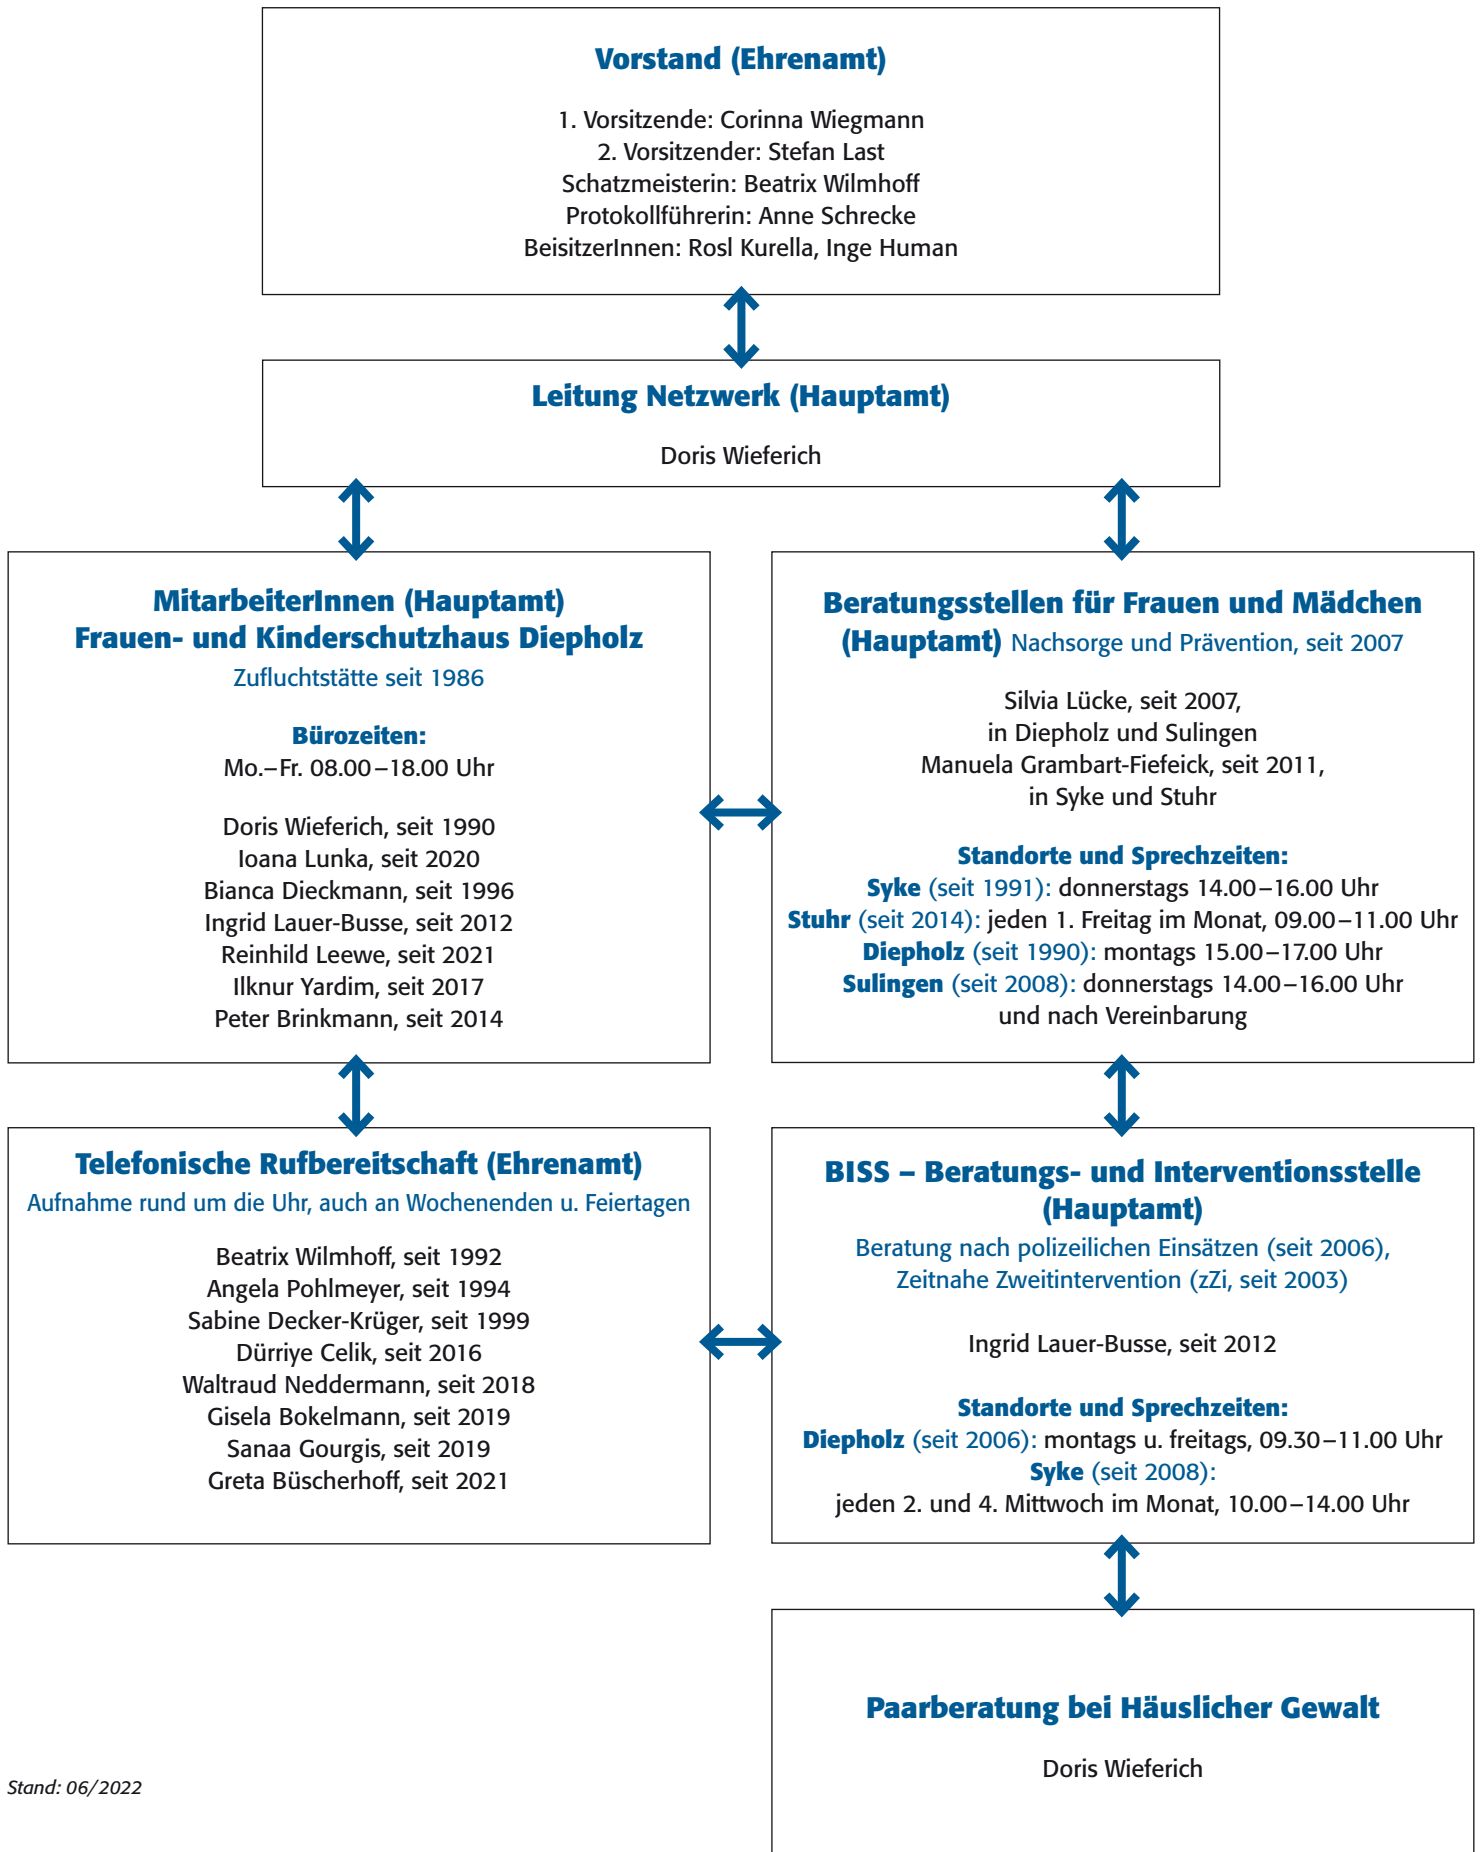 Vorstand (Ehrenamt)
1. Vorsitzende: Corinna Wiegmann
2. Vorsitzender: Stefan Last
Schatzmeisterin: Beatrix Wilmhoff
Protokollführerin: Anne Schrecke
BeisitzerInnen: Rosl Kurella, Inge Human
Leitung Netzwerk (Hauptamt)
Doris Wieferich
MitarbeiterInnen (Hauptamt)
Frauen- und Kinderschutzhaus Diepholz
Zufluchtstätte seit 1986
Bürozeiten:
Mo.–Fr. 08.00–18.00 Uhr
Doris Wieferich, seit 1990
Ioana Lunka, seit 2020
Bianca Dieckmann, seit 1996
Ingrid Lauer-Busse, seit 2012
Reinhild Leewe, seit 2021
Ilknur Yardim, seit 2017
Peter Brinkmann, seit 2014
Beratungsstellen für Frauen und Mädchen
(Hauptamt) Nachsorge und Prävention, seit 2007
Silvia Lücke, seit 2007,
in Diepholz und Sulingen
Manuela Grambart-Fiefeick, seit 2011,
in Syke und Stuhr
Standorte und Sprechzeiten:
Syke (seit 1991): donnerstags 14.00–16.00 Uhr
Stuhr (seit 2014): jeden 1. Freitag im Monat, 09.00–11.00 Uhr
Diepholz (seit 1990): montags 15.00–17.00 Uhr
Sulingen (seit 2008): donnerstags 14.00–16.00 Uhr
und nach Vereinbarung
Telefonische Rufbereitschaft (Ehrenamt)
Aufnahme rund um die Uhr, auch an Wochenenden u. Feiertagen
Beatrix Wilmhoff, seit 1992
Angela Pohlmeyer, seit 1994
Sabine Decker-Krüger, seit 1999
Dürriye Celik, seit 2016
Waltraud Neddermann, seit 2018
Gisela Bokelmann, seit 2019
Sanaa Gourgis, seit 2019
Greta Büscherhoff, seit 2021
BISS – Beratungs- und Interventionsstelle
(Hauptamt)
Beratung nach polizeilichen Einsätzen (seit 2006),
Zeitnahe Zweitintervention (zZi, seit 2003)
Ingrid Lauer-Busse, seit 2012
Standorte und Sprechzeiten:
Diepholz (seit 2006): montags u. freitags, 09.30–11.00 Uhr
Syke (seit 2008):
jeden 2. und 4. Mittwoch im Monat, 10.00–14.00 Uhr
Paarberatung bei Häuslicher Gewalt
Doris Wieferich
Stand: 06/2022